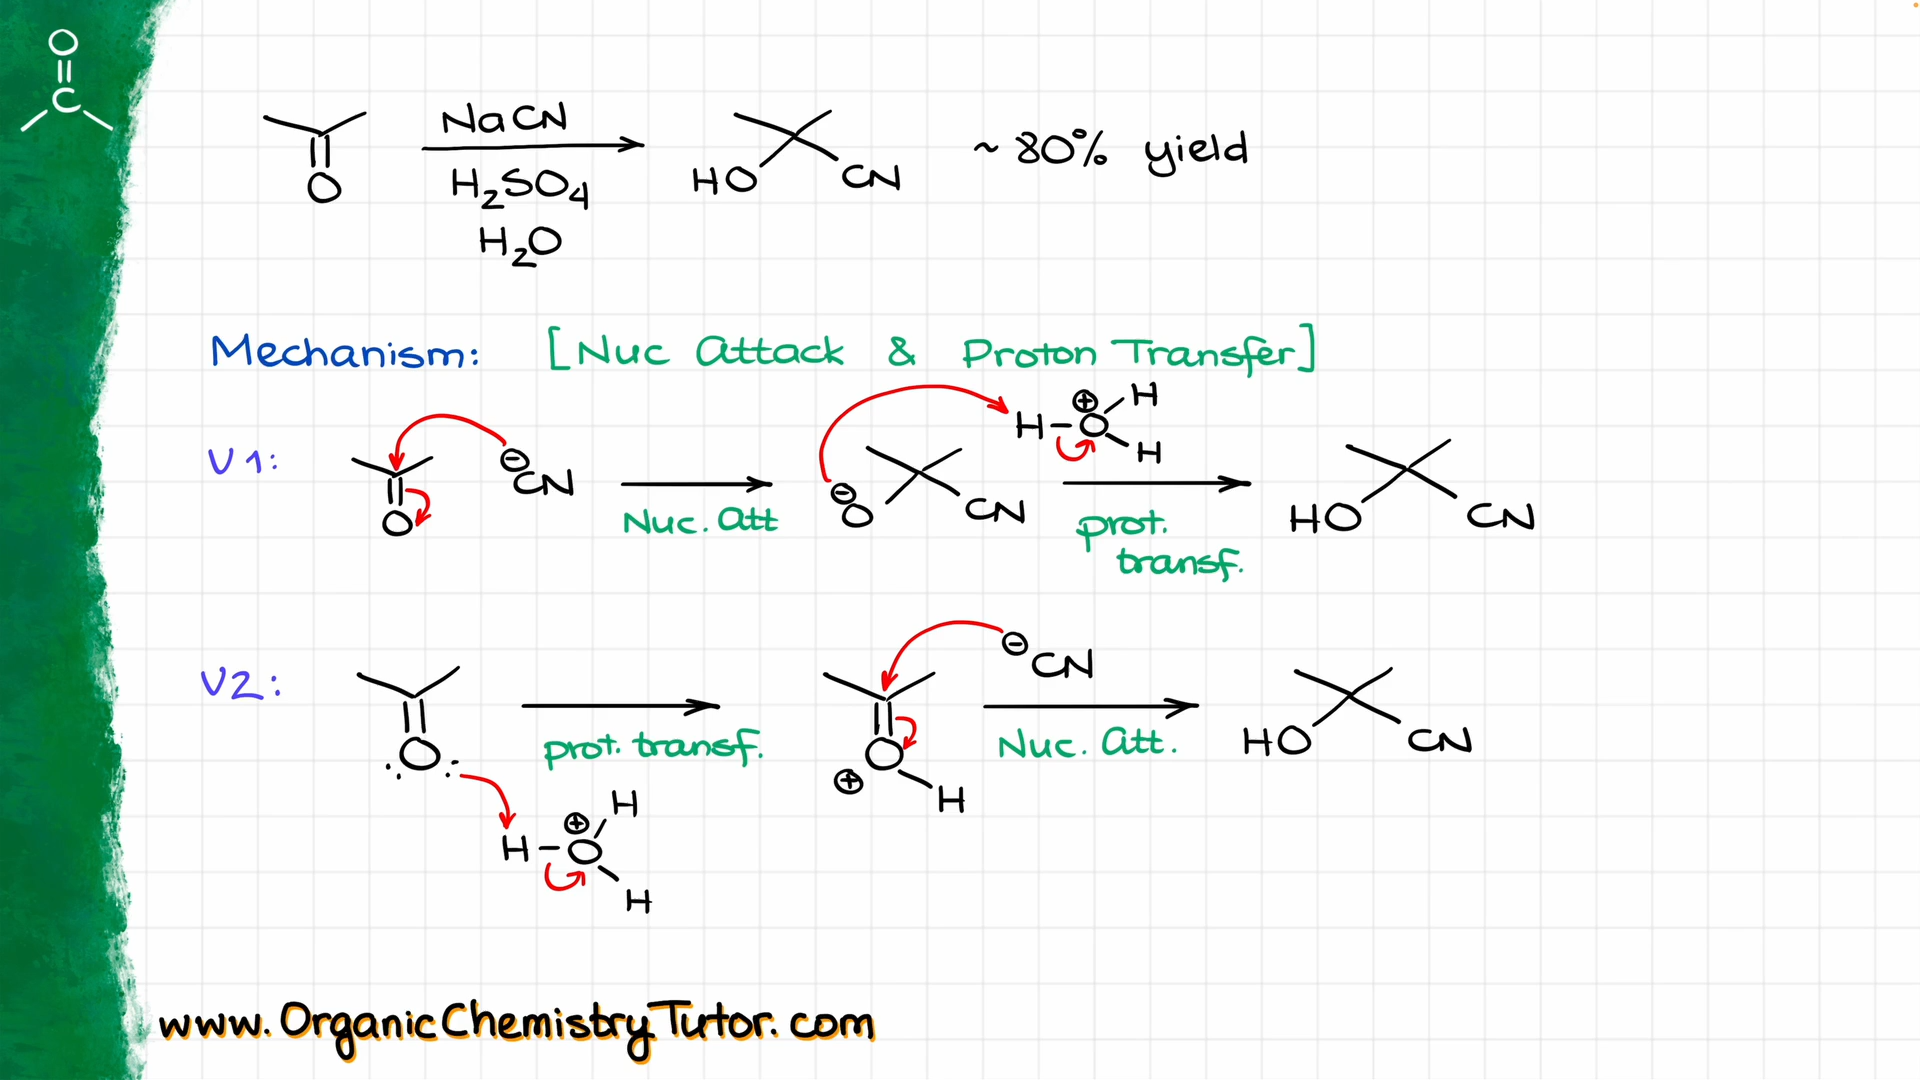 O
C
NaCN
H₂SO₄
H₂O
O
HO CN
~ 80% yield
Mechanism: [Nuc Attack & Proton Transfer]
V1:
O
⊖CN
Nuc. Att
⊖O CN
H-O⊕ H H
prot. transf.
HO CN
V2:
:O:
H-O⊕ H H
prot. transf.
⊕ O H
⊖CN
Nuc. Att.
HO CN
www.OrganicChemistryTutor.com